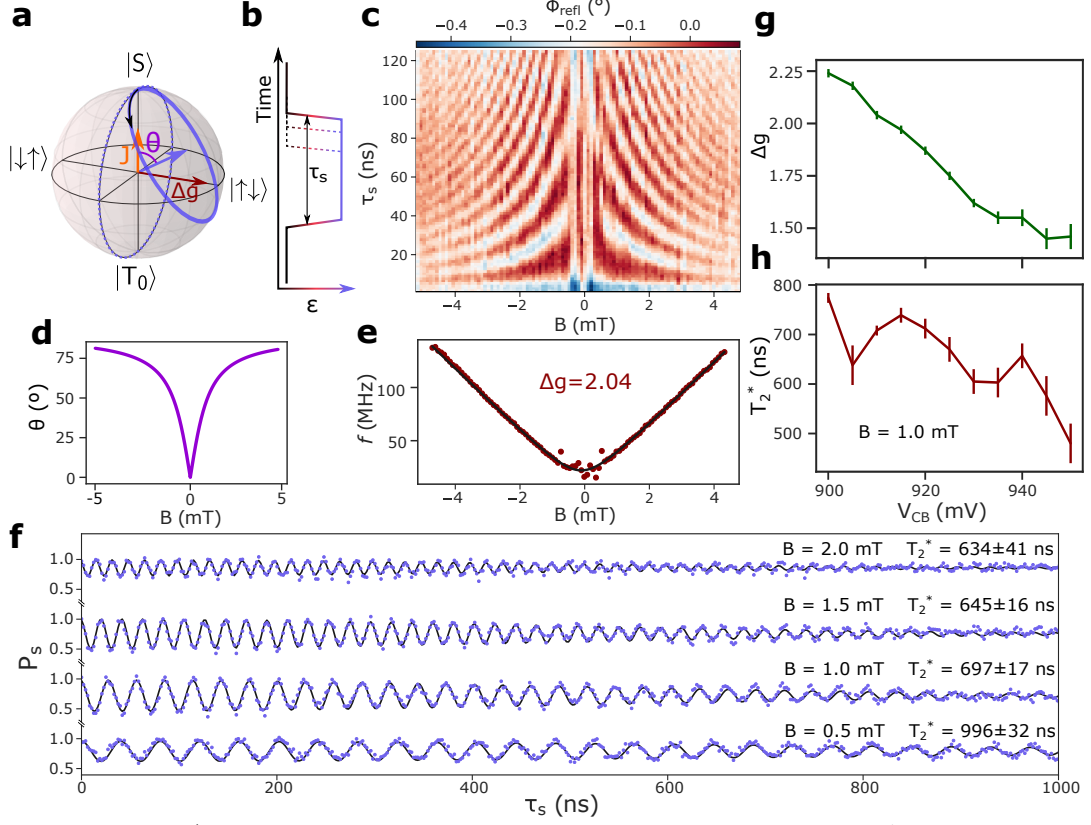 a
|S⟩
θ
J
Δg
|↓↑⟩
|↑↓⟩
|T₀⟩
b
Time
τₛ
ε
c
Φrefl (°)
−0.4 −0.3 −0.2 −0.1 0.0
τₛ (ns)
120
100
80
60
40
20
−4 −2 0 2 4
B (mT)
d
θ (°)
75
50
25
0
-5 0 5
B (mT)
e
f (MHz)
100
50
Δg=2.04
−4 −2 0 2 4
B (mT)
g
Δg
2.25
2.00
1.75
1.50
h
T₂* (ns)
800
700
600
500
B = 1.0 mT
900 920 940
V_CB (mV)
f
Pₛ
1.0
0.5
B = 2.0 mT T₂* = 634±41 ns
1.0
0.5
B = 1.5 mT T₂* = 645±16 ns
1.0
0.5
B = 1.0 mT T₂* = 697±17 ns
1.0
0.5
B = 0.5 mT T₂* = 996±32 ns
0 200 400 600 800 1000
τₛ (ns)